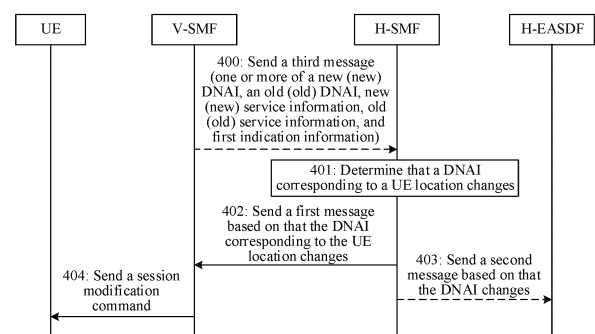 UE
V-SMF
H-SMF
H-EASDF
400: Send a third message
(one or more of a new (new)
DNAI, an old (old) DNAI, new
(new) service information, old
(old) service information, and
first indication information)
401: Determine that a DNAI
corresponding to a UE location changes
402: Send a first message
based on that the DNAI
corresponding to the UE
location changes
403: Send a second
message based on that
the DNAI changes
404: Send a session
modification
command